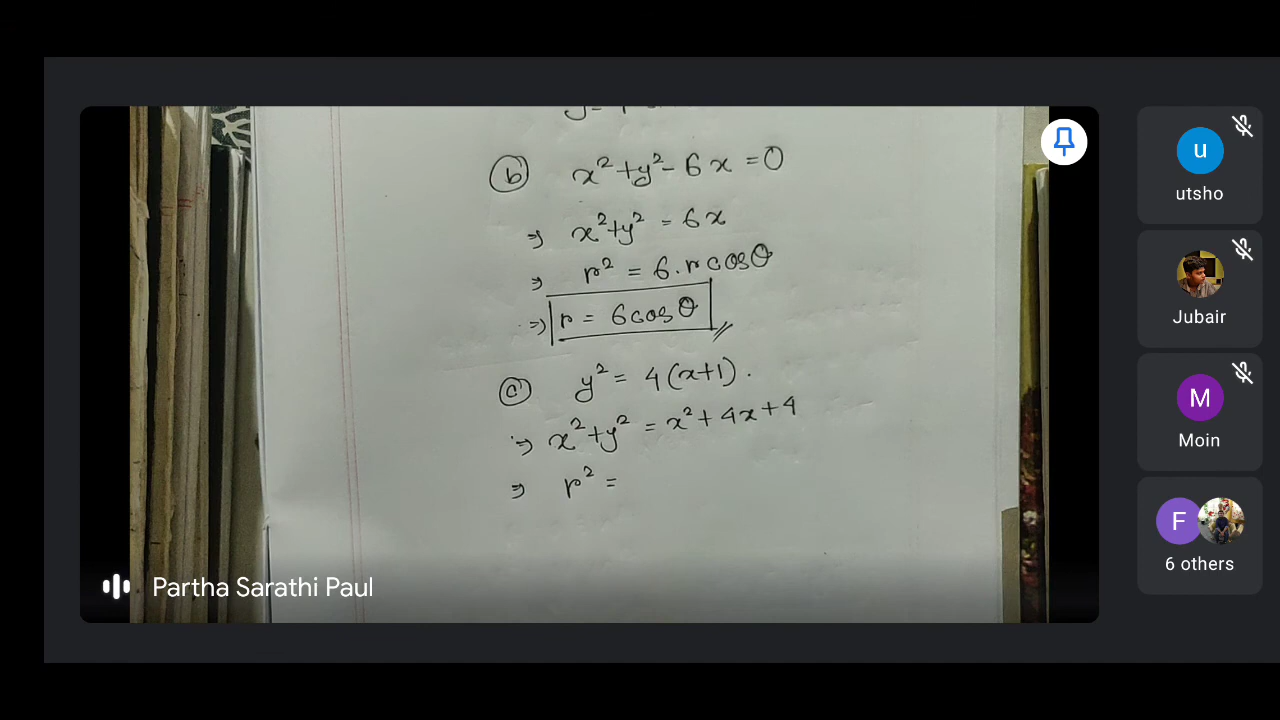 (b) x²+y²-6x=0
⇒ x²+y² = 6x
⇒ r² = 6.r cosθ
⇒ r = 6cosθ
(c) y² = 4(x+1).
⇒ x²+y² = x²+4x+4
⇒ r² =
Partha Sarathi Paul
u
utsho
Jubair
M
Moin
F
6 others